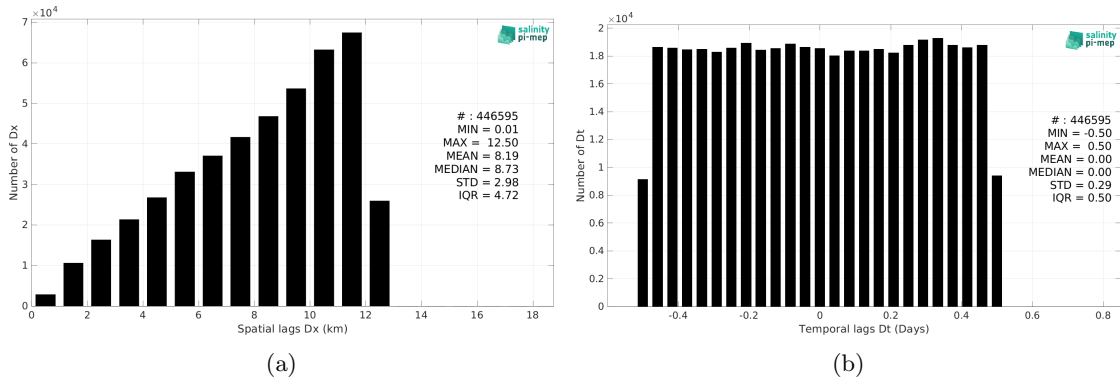 ×10^4
7
6
5
4
3
2
1
0
Number of Dx
0 2 4 6 8 10 12 14 16 18
Spatial lags Dx (km)
salinity
pi-mep
# : 446595
MIN = 0.01
MAX = 12.50
MEAN = 8.19
MEDIAN = 8.73
STD = 2.98
IQR = 4.72
(a)
×10^4
2
1.8
1.6
1.4
1.2
1
0.8
0.6
0.4
0.2
0
Number of Dt
-0.4 -0.2 0 0.2 0.4 0.6 0.8
Temporal lags Dt (Days)
salinity
pi-mep
# : 446595
MIN = -0.50
MAX = 0.50
MEAN = 0.00
MEDIAN = 0.00
STD = 0.29
IQR = 0.50
(b)